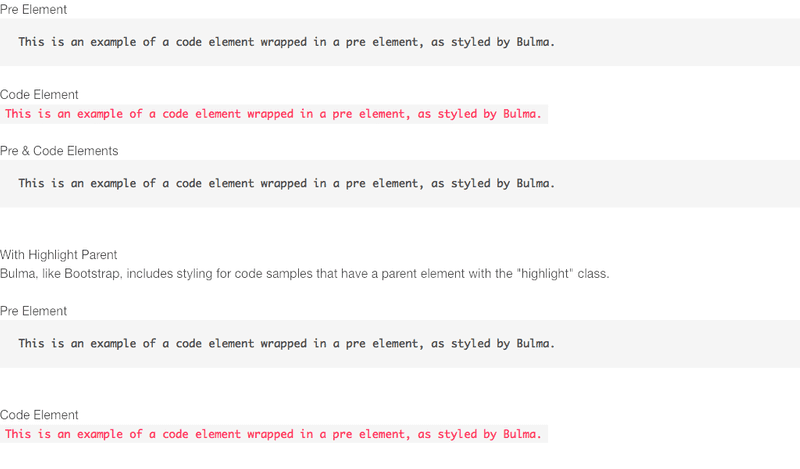 Pre Element
This is an example of a code element wrapped in a pre element, as styled by Bulma.
Code Element
This is an example of a code element wrapped in a pre element, as styled by Bulma.
Pre & Code Elements
This is an example of a code element wrapped in a pre element, as styled by Bulma.
With Highlight Parent
Bulma, like Bootstrap, includes styling for code samples that have a parent element with the "highlight" class.
Pre Element
This is an example of a code element wrapped in a pre element, as styled by Bulma.
Code Element
This is an example of a code element wrapped in a pre element, as styled by Bulma.